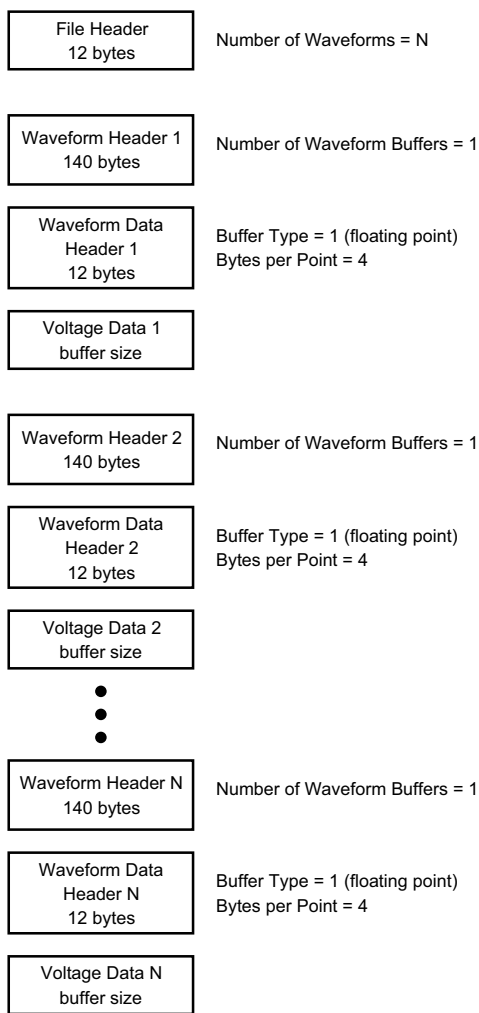 File Header
12 bytes
Number of Waveforms = N
Waveform Header 1
140 bytes
Number of Waveform Buffers = 1
Waveform Data
Header 1
12 bytes
Buffer Type = 1 (floating point)
Bytes per Point = 4
Voltage Data 1
buffer size
Waveform Header 2
140 bytes
Number of Waveform Buffers = 1
Waveform Data
Header 2
12 bytes
Buffer Type = 1 (floating point)
Bytes per Point = 4
Voltage Data 2
buffer size
Waveform Header N
140 bytes
Number of Waveform Buffers = 1
Waveform Data
Header N
12 bytes
Buffer Type = 1 (floating point)
Bytes per Point = 4
Voltage Data N
buffer size